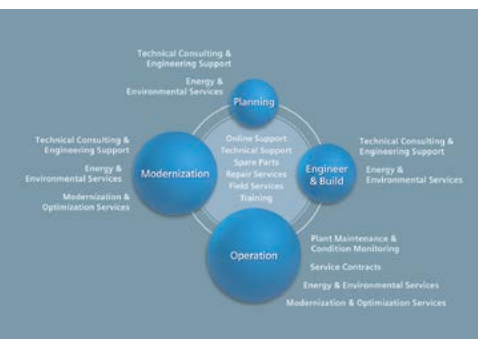 Technical Consulting &
Engineering Support
Energy &
Environmental Services
Planning
Technical Consulting &
Engineering Support
Energy &
Environmental Services
Modernization &
Optimization Services
Modernization
Online Support
Technical Support
Spare Parts
Repair Services
Field Services
Training
Engineer
& Build
Technical Consulting &
Engineering Support
Energy &
Environmental Services
Operation
Plant Maintenance &
Condition Monitoring
Service Contracts
Energy & Environmental Services
Modernization & Optimization Services